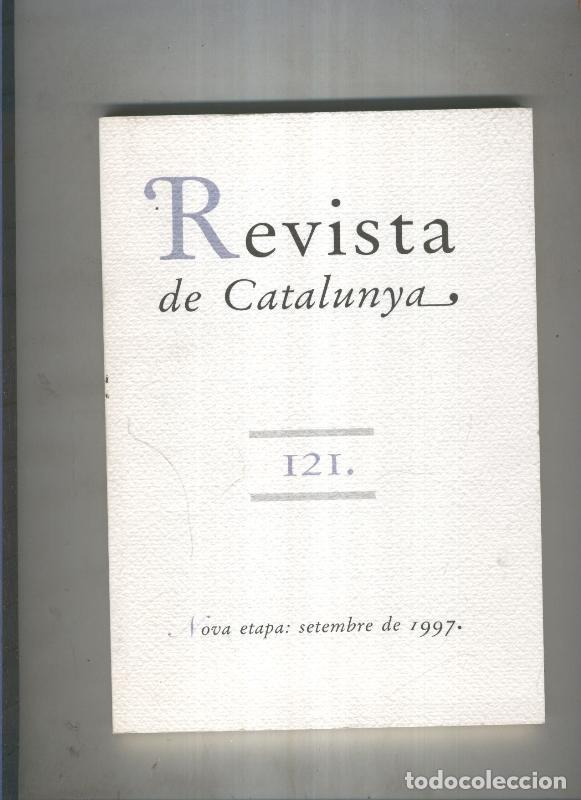 Revista
de Catalunya
121.
Nova etapa: setembre de 1997.
todocoleccion